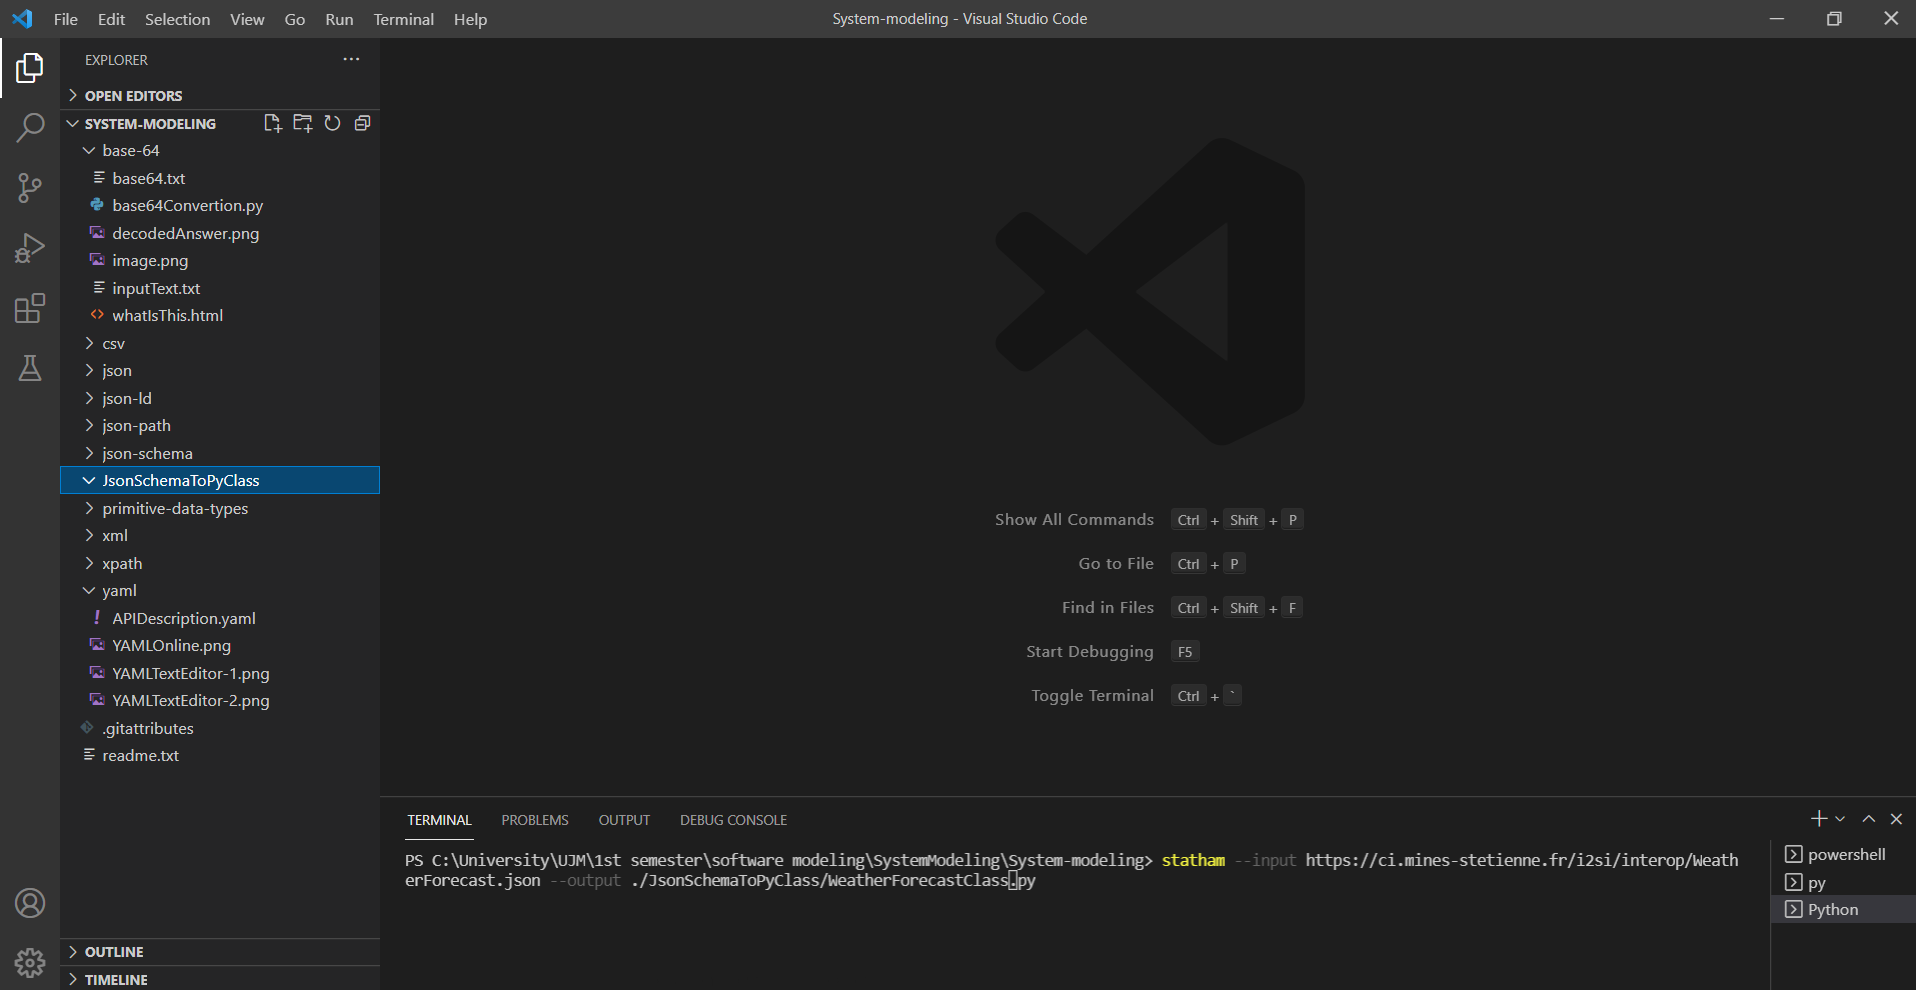 File Edit Selection View Go Run Terminal Help
System-modeling - Visual Studio Code
EXPLORER
OPEN EDITORS
SYSTEM-MODELING
base-64
base64.txt
base64Convertion.py
decodedAnswer.png
image.png
inputText.txt
whatIsThis.html
csv
json
json-ld
json-path
json-schema
JsonSchemaToPyClass
primitive-data-types
xml
xpath
yaml
APIDescription.yaml
YAMLOnline.png
YAMLTextEditor-1.png
YAMLTextEditor-2.png
.gitattributes
readme.txt
OUTLINE
TIMELINE
Show All Commands Ctrl + Shift + P
Go to File Ctrl + P
Find in Files Ctrl + Shift + F
Start Debugging F5
Toggle Terminal Ctrl + `
TERMINAL PROBLEMS OUTPUT DEBUG CONSOLE
PS C:\University\UJM\1st semester\software modeling\SystemModeling\System-modeling> statham --input https://ci.mines-stetienne.fr/i2si/interop/Weath
erForecast.json --output ./JsonSchemaToPyClass/WeatherForecastClass.py
powershell
py
Python